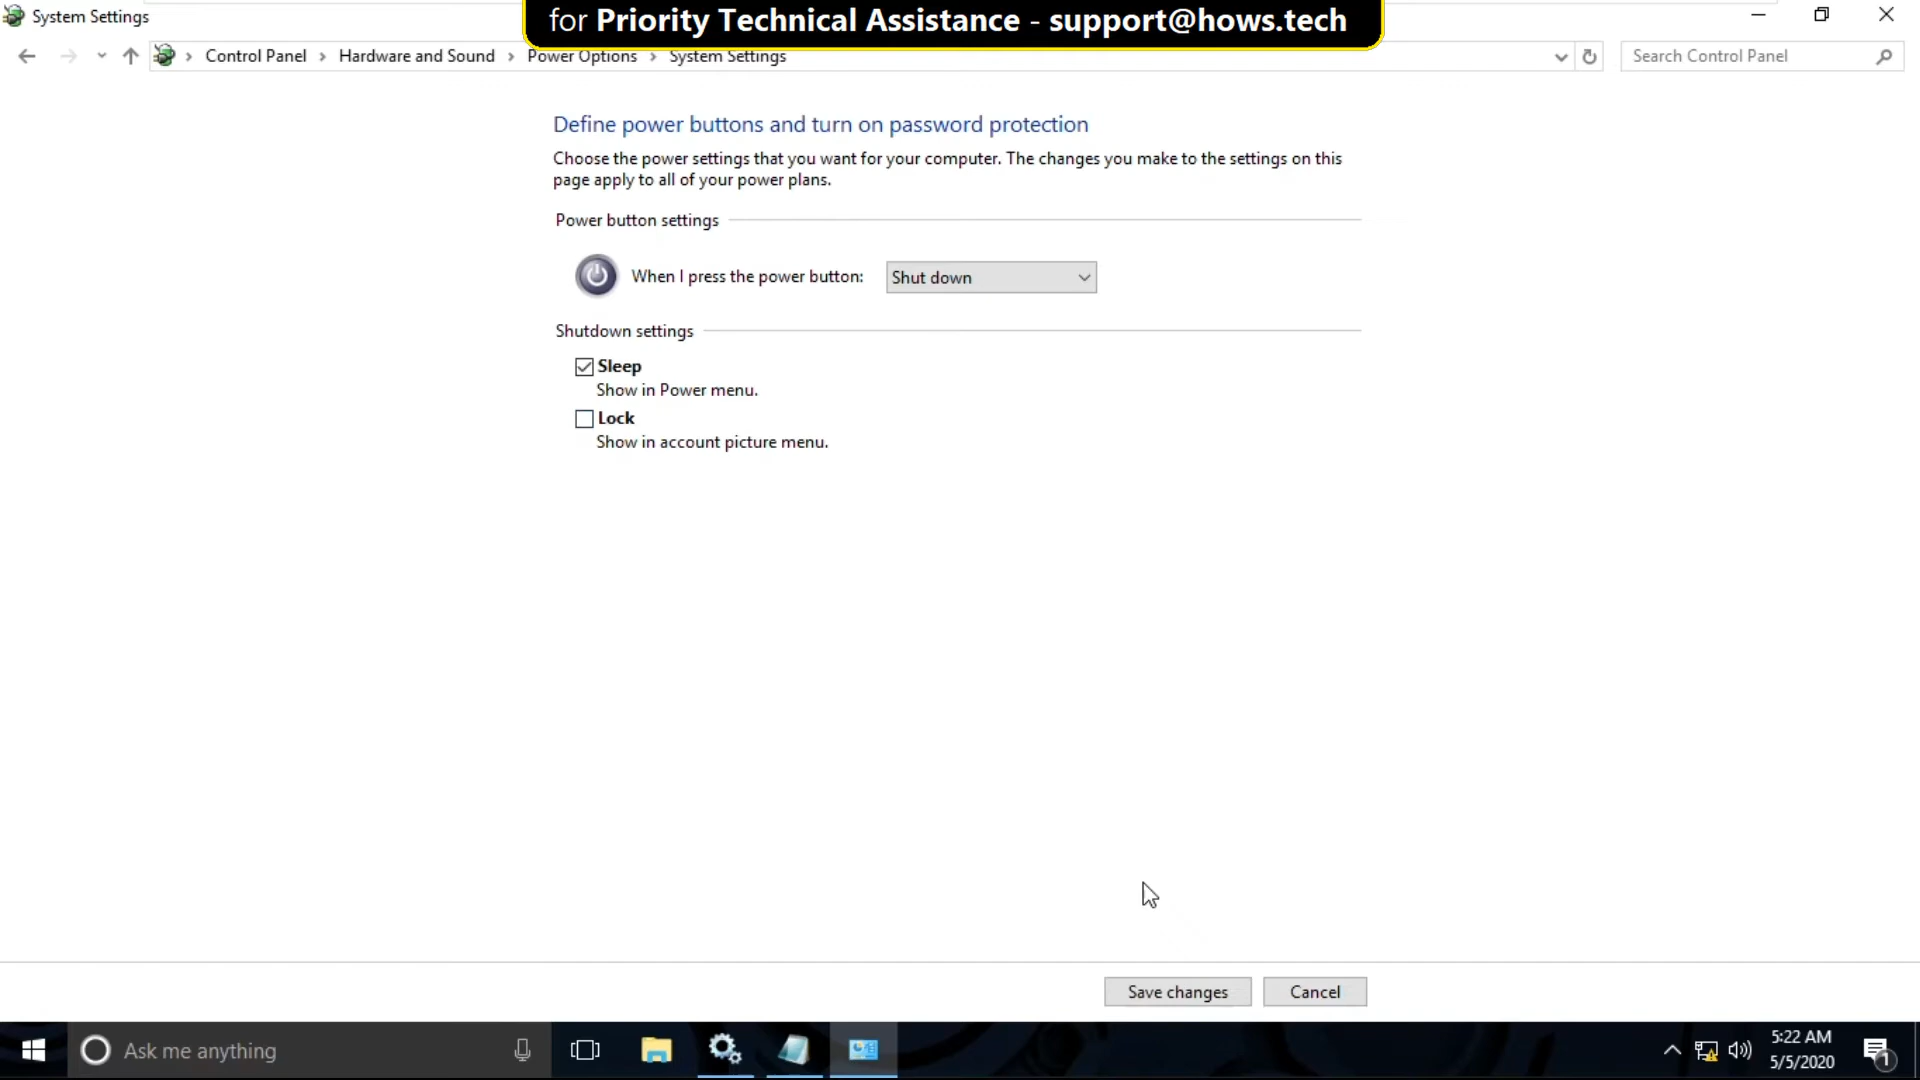 System Settings
for Priority Technical Assistance - support@hows.tech
Control Panel > Hardware and Sound > Power Options > System Settings
Search Control Panel
Define power buttons and turn on password protection
Choose the power settings that you want for your computer. The changes you make to the settings on this
page apply to all of your power plans.
Power button settings
When I press the power button: Shut down
Shutdown settings
Sleep
Show in Power menu.
Lock
Show in account picture menu.
Save changes
Cancel
Ask me anything
5:22 AM
5/5/2020
1